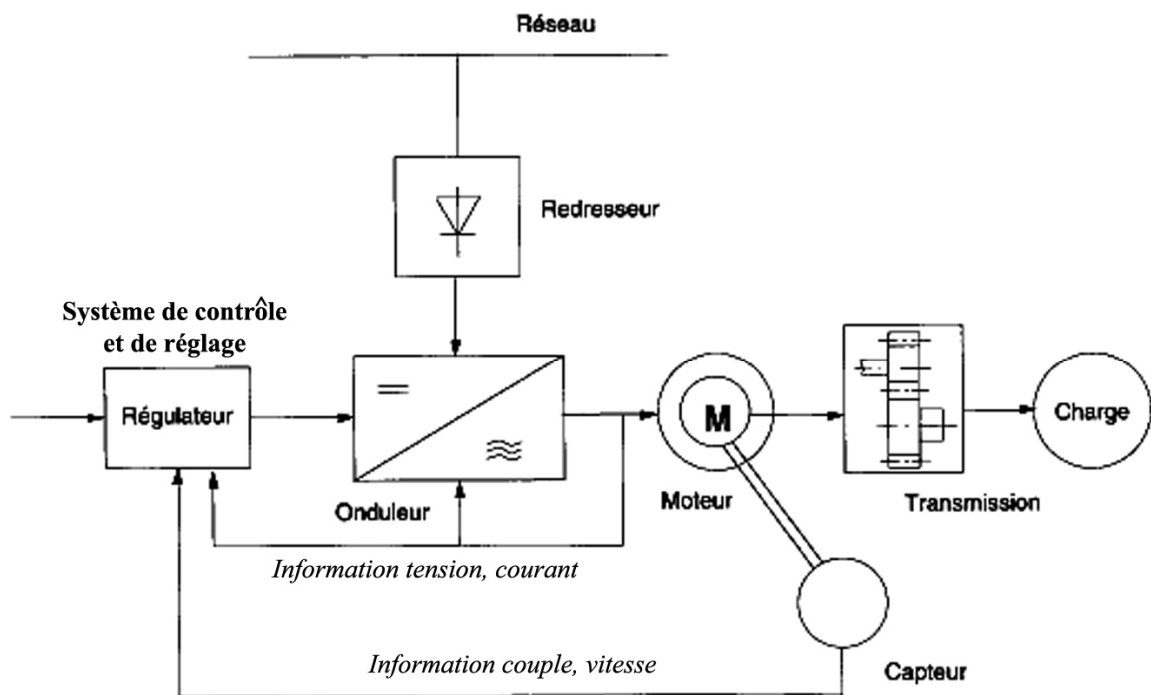 Réseau
Redresseur
Système de contrôle
et de réglage
Régulateur
M
Charge
Onduleur
Moteur
Transmission
Information tension, courant
Information couple, vitesse
Capteur